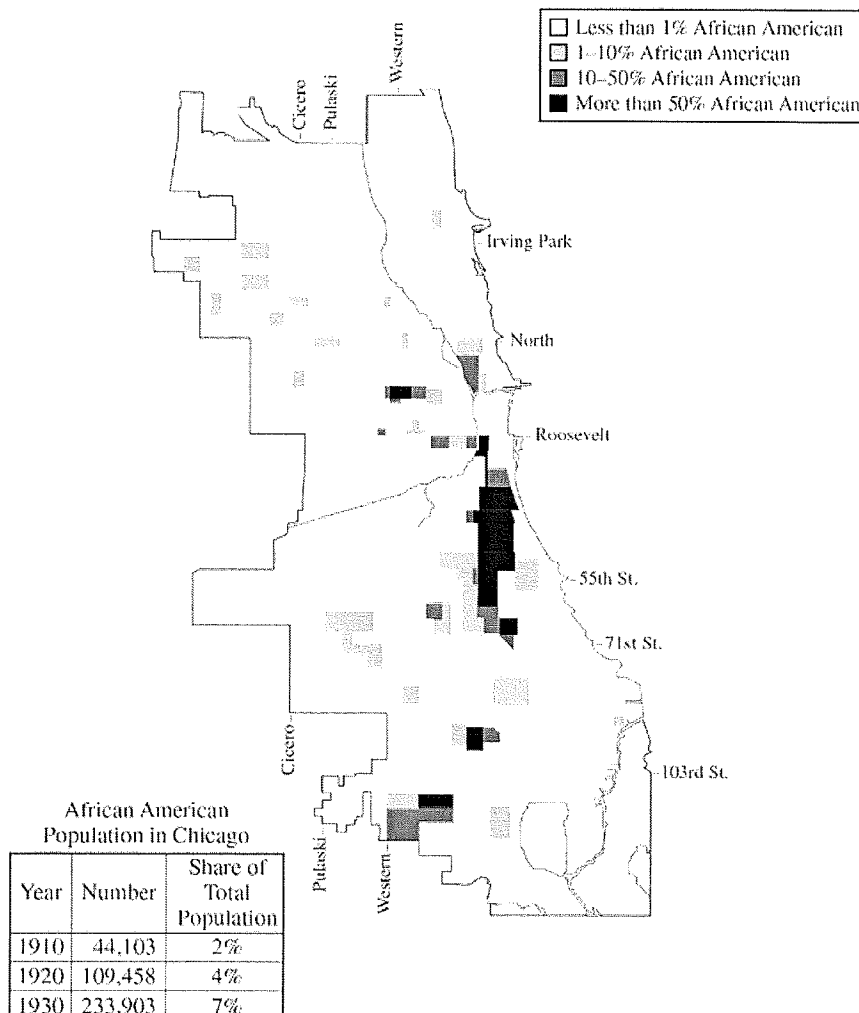 Less than 1% African American
1–10% African American
10–50% African American
More than 50% African American
Western
Cicero
Pulaski
Irving Park
North
Roosevelt
55th St.
71st St.
Cicero
103rd St.
Pulaski
Western
African American
Population in Chicago
Year Number Share of
Total
Population
1910 44,103 2%
1920 109,458 4%
1930 233,903 7%